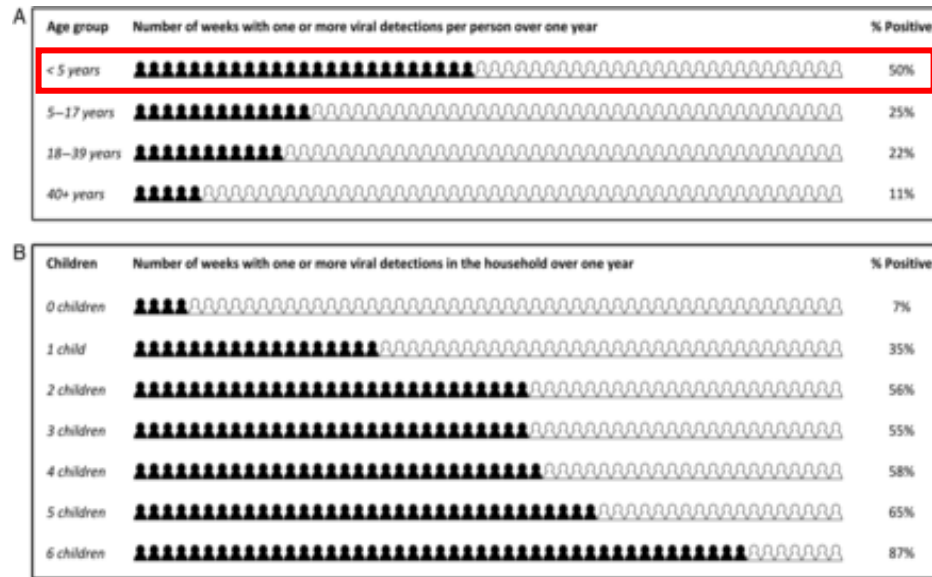 A
Age group Number of weeks with one or more viral detections per person over one year % Positive
< 5 years 50%
5–17 years 25%
18–39 years 22%
40+ years 11%
B
Children Number of weeks with one or more viral detections in the household over one year % Positive
0 children 7%
1 child 35%
2 children 56%
3 children 55%
4 children 58%
5 children 65%
6 children 87%